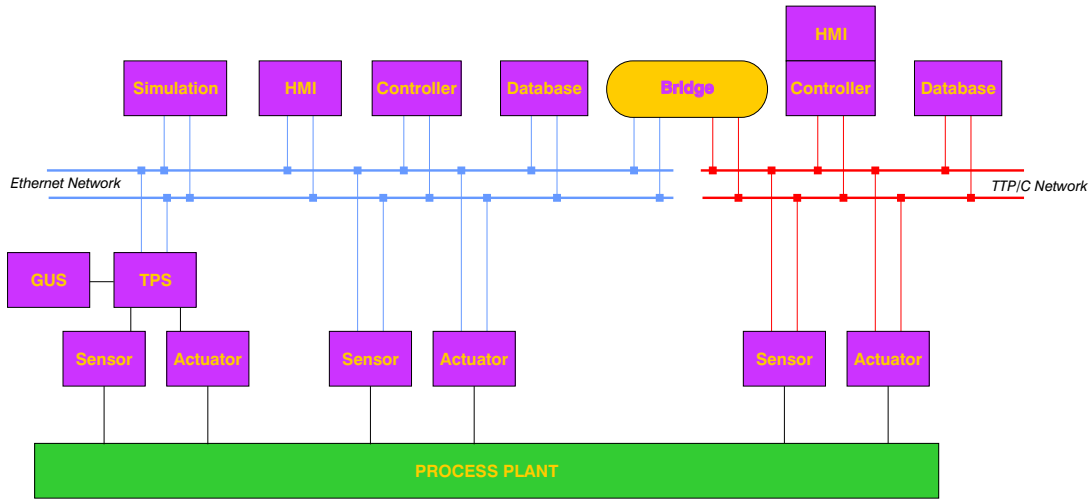 HMI
Simulation
HMI
Controller
Database
Bridge
Controller
Database
Ethernet Network
TTP/C Network
GUS
TPS
Sensor
Actuator
Sensor
Actuator
Sensor
Actuator
PROCESS PLANT